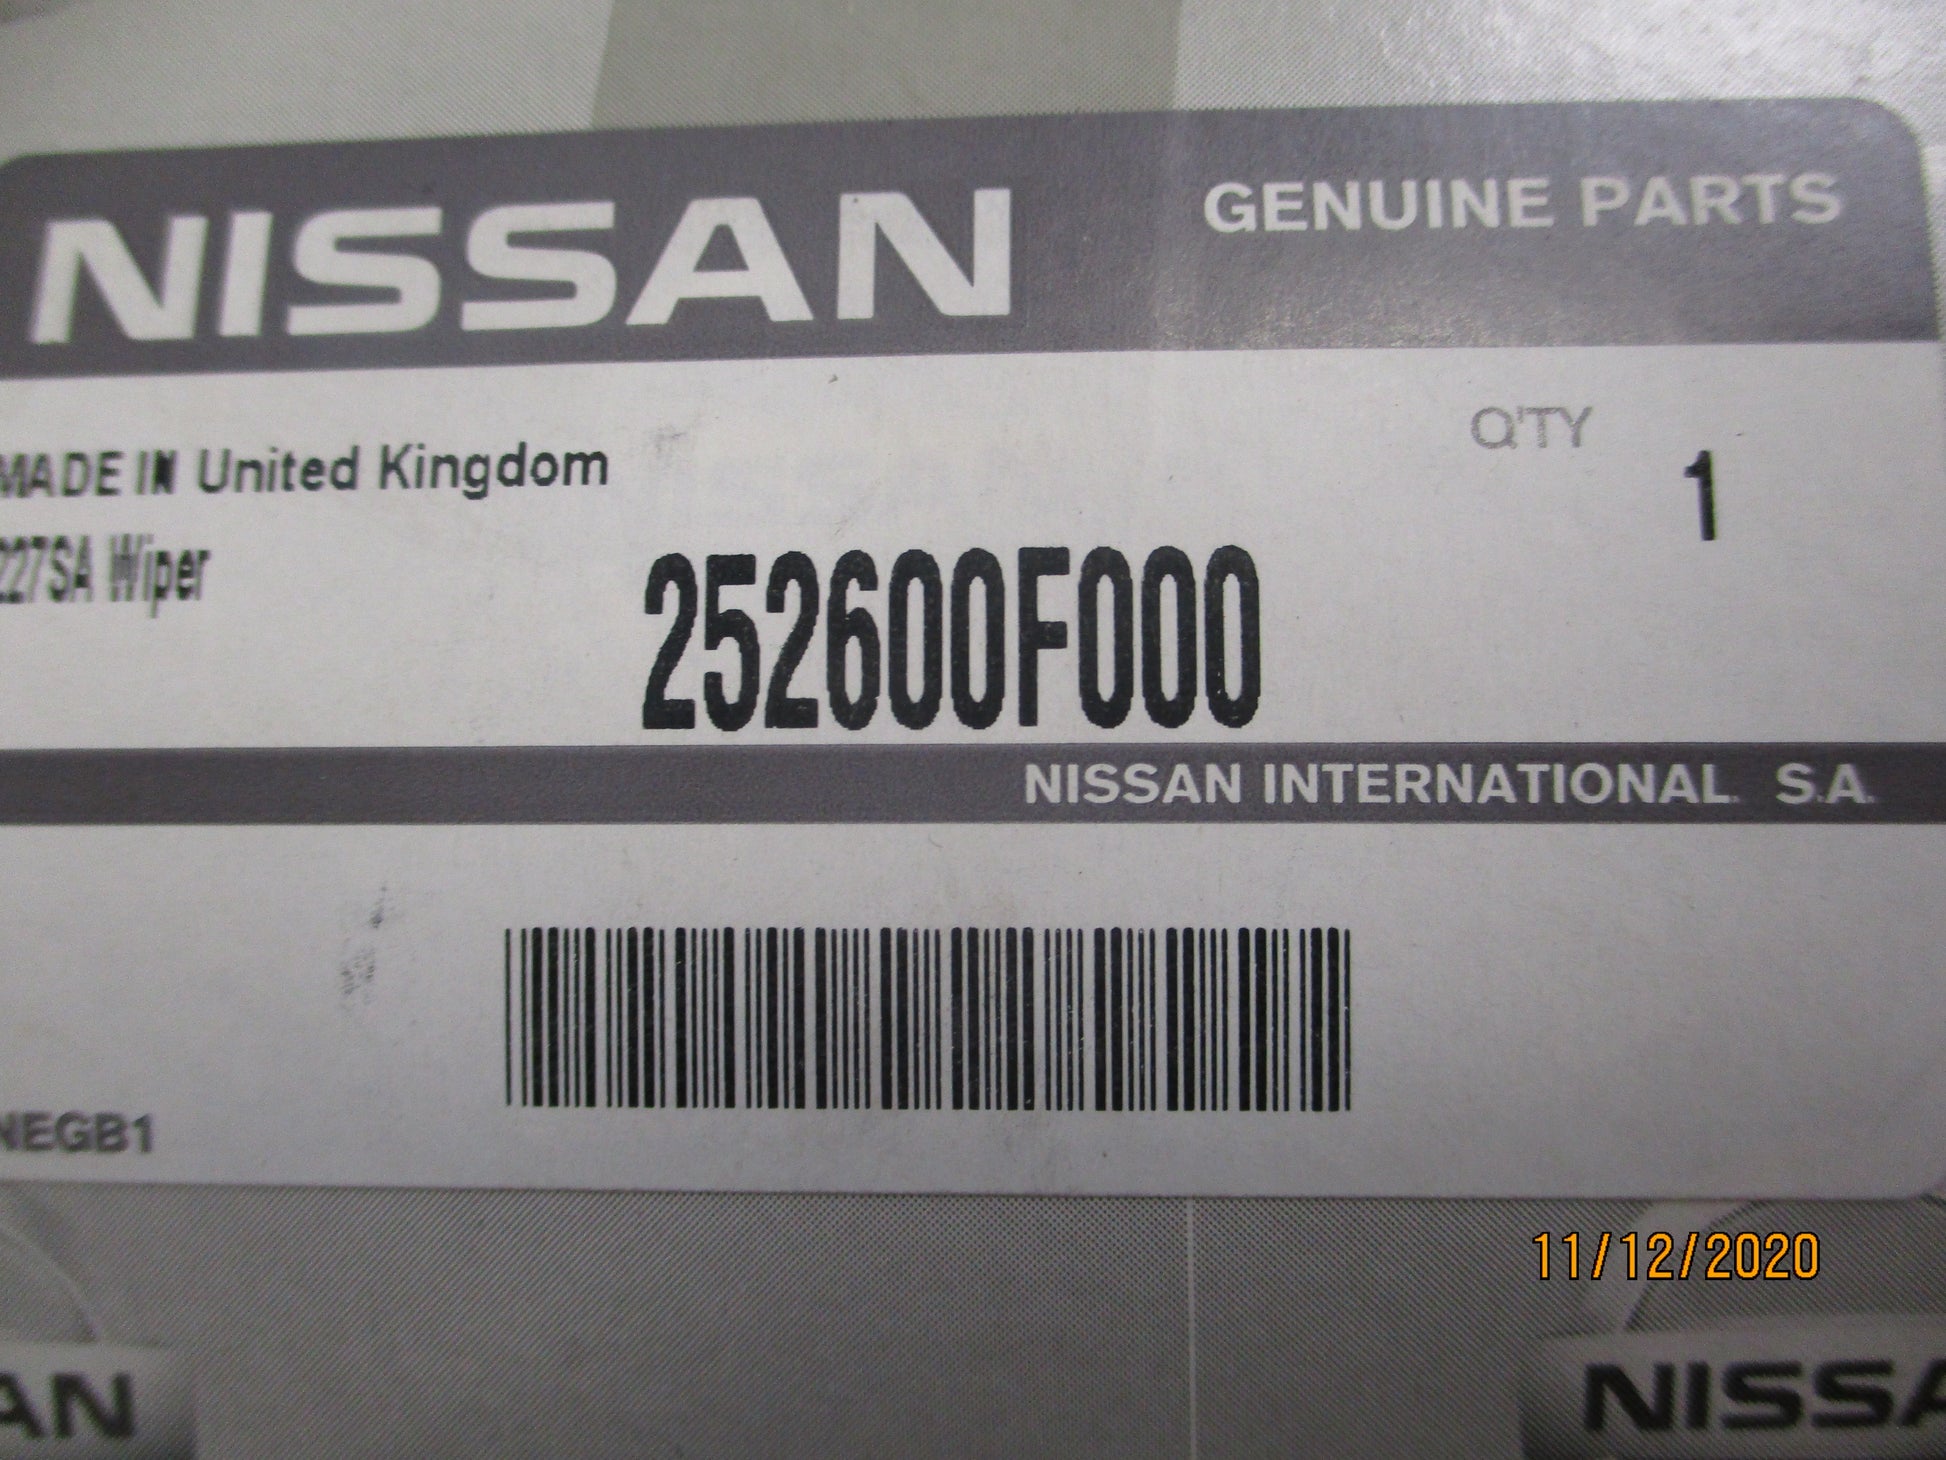 NISSAN
GENUINE PARTS
MADE IN United Kingdom
Q'TY
1
227SA Wiper
252600F000
NISSAN INTERNATIONAL. S.A.
NEGB1
11/12/2020
AN
NISSA